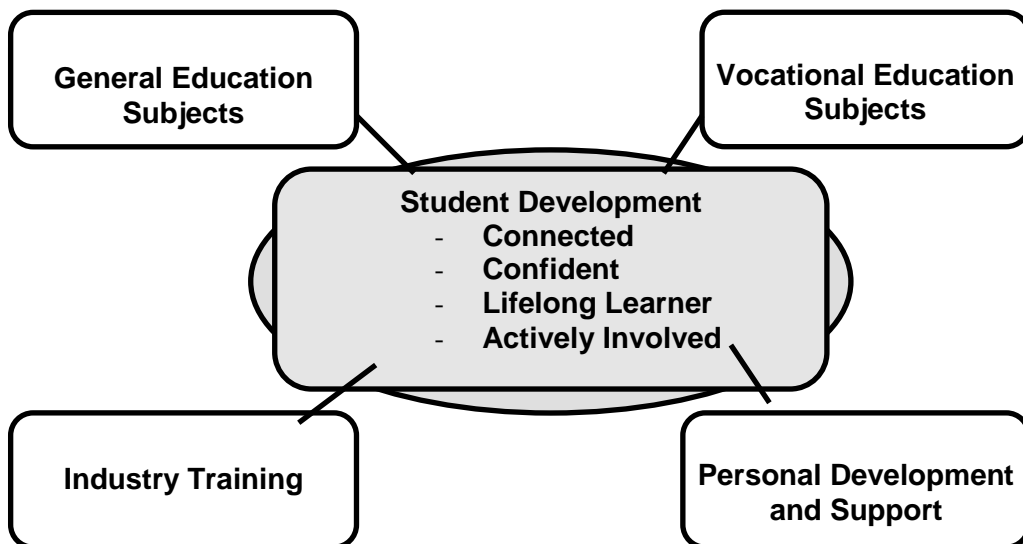 General Education
Subjects
Vocational Education
Subjects
Student Development
- Connected
- Confident
- Lifelong Learner
- Actively Involved
Industry Training
Personal Development
and Support